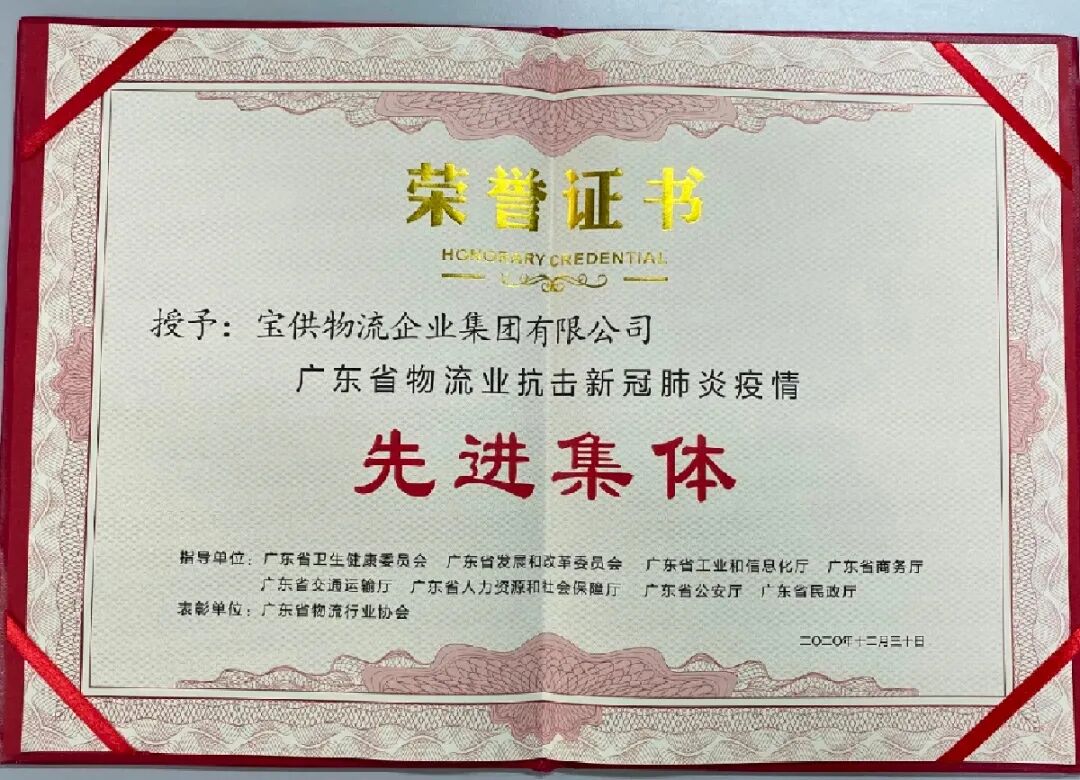 荣誉证书
HONORARY CREDENTIAL
授予：宝供物流企业集团有限公司
广东省物流业抗击新冠肺炎疫情
先进集体
指导单位：广东省卫生健康委员会 广东省发展和改革委员会 广东省工业和信息化厅 广东省商务厅
广东省交通运输厅 广东省人力资源和社会保障厅 广东省公安厅 广东省民政厅
表彰单位：广东省物流行业协会
二〇二〇年十二月三十日